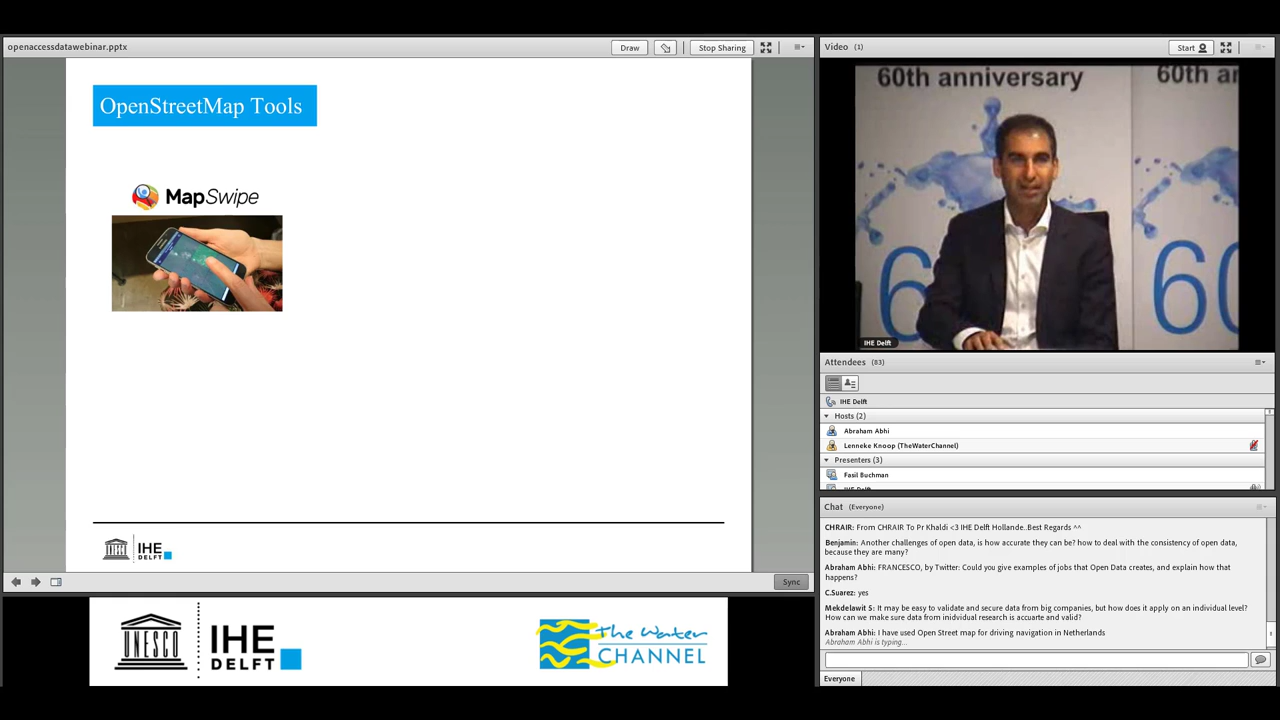 openaccessdatawebinar.pptx
Draw
Stop Sharing
OpenStreetMap Tools
MapSwipe
UNESCO
IHE
DELFT
Sync
UNESCO
IHE
DELFT
The Water
CHANNEL
Video (1)
Start
60th anniversary
60th an
60
60
IHE Delft
Attendees (83)
IHE Delft
Hosts (2)
Abraham Abhi
Lenneke Knoop (TheWaterChannel)
Presenters (3)
Fasil Buchman
IHE Delft
Chat (Everyone)
CHRAIR: From CHRAIR To Pr Khaldi <3 IHE Delft Hollande..Best Regards ^^
Benjamin: Another challenges of open data, is how accurate they can be? how to deal with the consistency of open data,
because they are many?
Abraham Abhi: FRANCESCO, by Twitter: Could you give examples of jobs that Open Data creates, and explain how that
happens?
C.Suarez: yes
Mekdelawit S: It may be easy to validate and secure data from big companies, but how does it apply on an individual level?
How can we make sure data from inidvidual research is accuarte and valid?
Abraham Abhi: I have used Open Street map for driving navigation in Netherlands
Abraham Abhi is typing...
Everyone